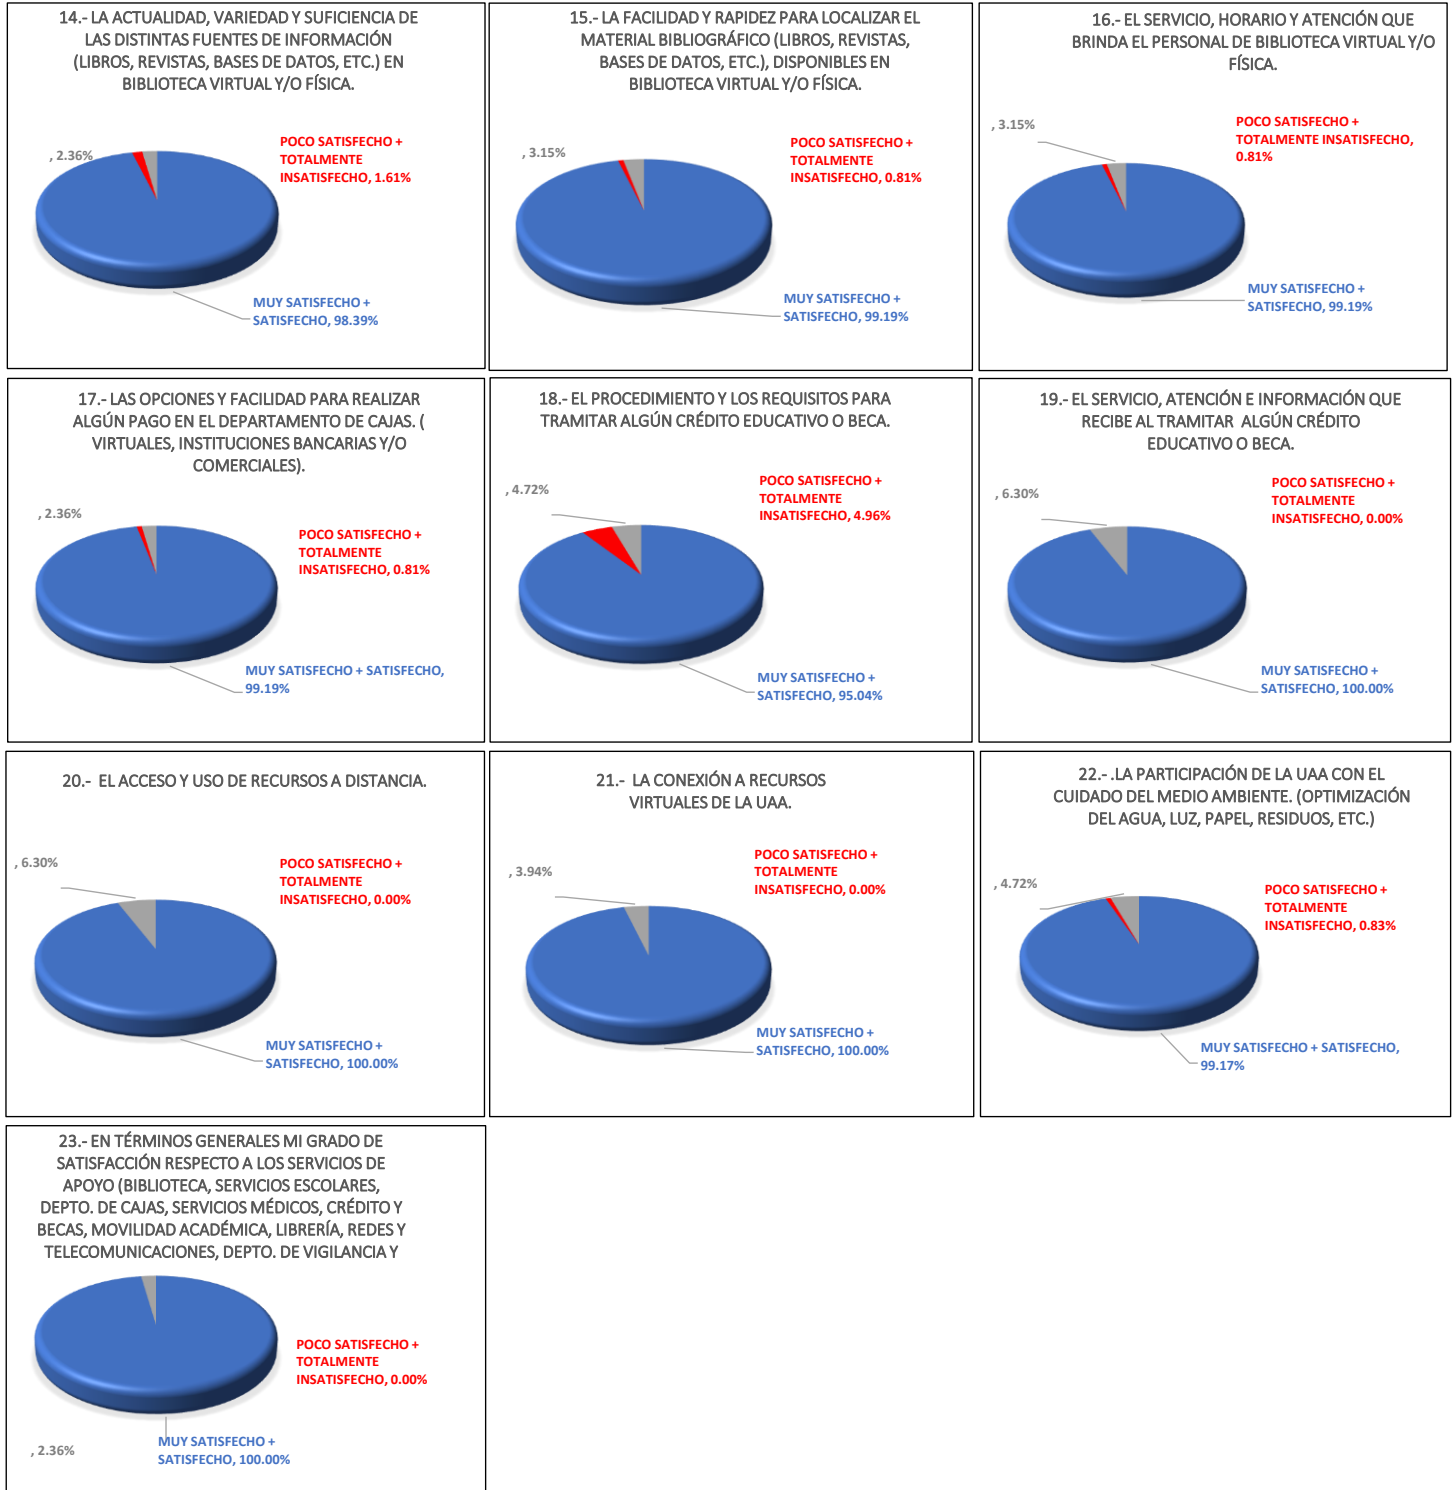 14.- LA ACTUALIDAD, VARIEDAD Y SUFICIENCIA DE
LAS DISTINTAS FUENTES DE INFORMACIÓN
(LIBROS, REVISTAS, BASES DE DATOS, ETC.) EN
BIBLIOTECA VIRTUAL Y/O FÍSICA.
, 2.36%
POCO SATISFECHO +
TOTALMENTE
INSATISFECHO, 1.61%
MUY SATISFECHO +
SATISFECHO, 98.39%
15.- LA FACILIDAD Y RAPIDEZ PARA LOCALIZAR EL
MATERIAL BIBLIOGRÁFICO (LIBROS, REVISTAS,
BASES DE DATOS, ETC.), DISPONIBLES EN
BIBLIOTECA VIRTUAL Y/O FÍSICA.
, 3.15%
POCO SATISFECHO +
TOTALMENTE
INSATISFECHO, 0.81%
MUY SATISFECHO +
SATISFECHO, 99.19%
16.- EL SERVICIO, HORARIO Y ATENCIÓN QUE
BRINDA EL PERSONAL DE BIBLIOTECA VIRTUAL Y/O
FÍSICA.
, 3.15%
POCO SATISFECHO +
TOTALMENTE INSATISFECHO,
0.81%
MUY SATISFECHO +
SATISFECHO, 99.19%
17.- LAS OPCIONES Y FACILIDAD PARA REALIZAR
ALGÚN PAGO EN EL DEPARTAMENTO DE CAJAS. (
VIRTUALES, INSTITUCIONES BANCARIAS Y/O
COMERCIALES).
, 2.36%
POCO SATISFECHO +
TOTALMENTE
INSATISFECHO, 0.81%
MUY SATISFECHO + SATISFECHO,
99.19%
18.- EL PROCEDIMIENTO Y LOS REQUISITOS PARA
TRAMITAR ALGÚN CRÉDITO EDUCATIVO O BECA.
, 4.72%
POCO SATISFECHO +
TOTALMENTE
INSATISFECHO, 4.96%
MUY SATISFECHO +
SATISFECHO, 95.04%
19.- EL SERVICIO, ATENCIÓN E INFORMACIÓN QUE
RECIBE AL TRAMITAR ALGÚN CRÉDITO
EDUCATIVO O BECA.
, 6.30%
POCO SATISFECHO +
TOTALMENTE
INSATISFECHO, 0.00%
MUY SATISFECHO +
SATISFECHO, 100.00%
20.- EL ACCESO Y USO DE RECURSOS A DISTANCIA.
, 6.30%
POCO SATISFECHO +
TOTALMENTE
INSATISFECHO, 0.00%
MUY SATISFECHO +
SATISFECHO, 100.00%
21.- LA CONEXIÓN A RECURSOS
VIRTUALES DE LA UAA.
, 3.94%
POCO SATISFECHO +
TOTALMENTE
INSATISFECHO, 0.00%
MUY SATISFECHO +
SATISFECHO, 100.00%
22.- .LA PARTICIPACIÓN DE LA UAA CON EL
CUIDADO DEL MEDIO AMBIENTE. (OPTIMIZACIÓN
DEL AGUA, LUZ, PAPEL, RESIDUOS, ETC.)
, 4.72%
POCO SATISFECHO +
TOTALMENTE
INSATISFECHO, 0.83%
MUY SATISFECHO + SATISFECHO,
99.17%
23.- EN TÉRMINOS GENERALES MI GRADO DE
SATISFACCIÓN RESPECTO A LOS SERVICIOS DE
APOYO (BIBLIOTECA, SERVICIOS ESCOLARES,
DEPTO. DE CAJAS, SERVICIOS MÉDICOS, CRÉDITO Y
BECAS, MOVILIDAD ACADÉMICA, LIBRERÍA, REDES Y
TELECOMUNICACIONES, DEPTO. DE VIGILANCIA Y
POCO SATISFECHO +
TOTALMENTE
INSATISFECHO, 0.00%
, 2.36%
MUY SATISFECHO +
SATISFECHO, 100.00%